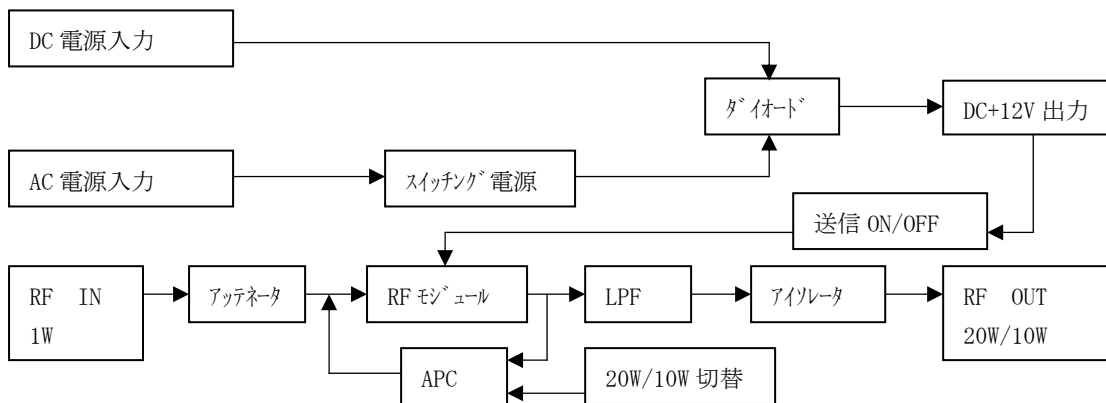 DC 電源入力
ﾀﾞｲｵｰﾄﾞ
DC+12V 出力
AC 電源入力
ｽｲｯﾁﾝｸﾞ電源
送信 ON/OFF
RF IN
1W
ｱｯﾃﾈｰﾀ
RF ﾓｼﾞｭｰﾙ
LPF
ｱｲｿﾚｰﾀ
RF OUT
20W/10W
APC
20W/10W 切替